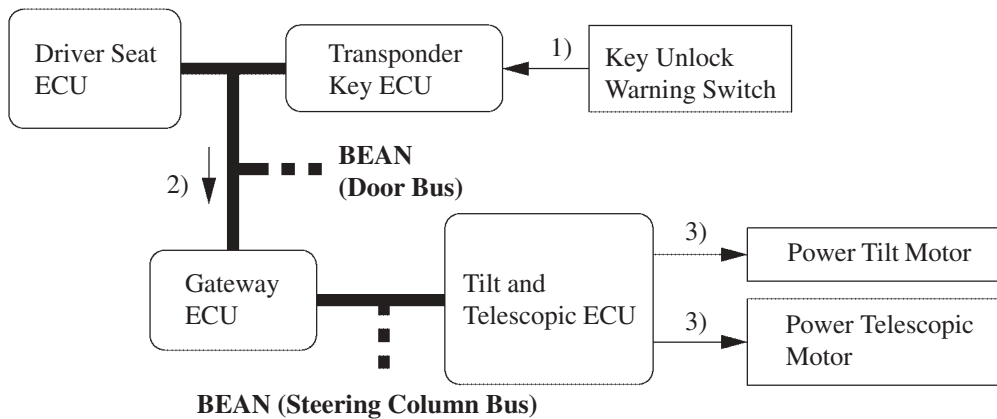 Driver Seat
ECU
Transponder
Key ECU
1)
Key Unlock
Warning Switch
2)
BEAN
(Door Bus)
Gateway
ECU
Tilt and
Telescopic ECU
3)
Power Tilt Motor
3)
Power Telescopic
Motor
BEAN (Steering Column Bus)